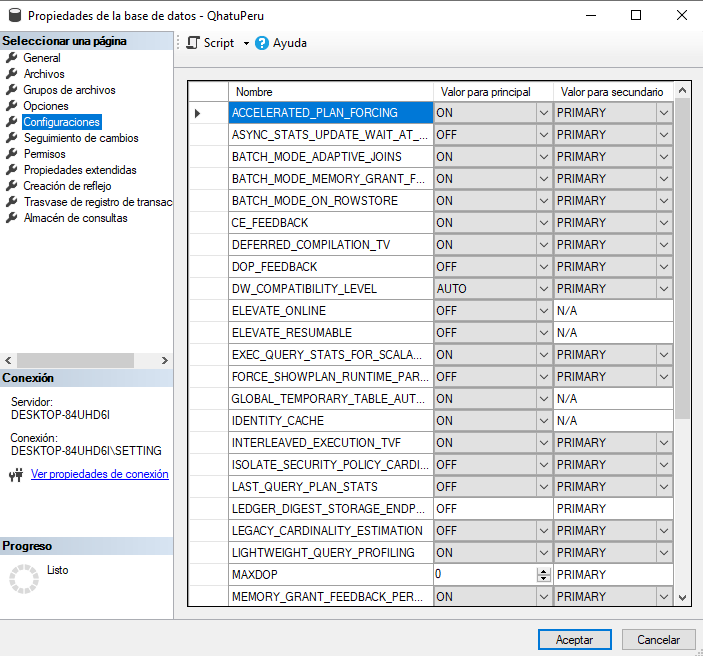 Propiedades de la base de datos - QhatuPeru
Seleccionar una página
General
Archivos
Grupos de archivos
Opciones
Configuraciones
Seguimiento de cambios
Permisos
Propiedades extendidas
Creación de reflejo
Trasvase de registro de transac
Almacén de consultas
Conexión
Servidor:
DESKTOP-84UHD6I
Conexión:
DESKTOP-84UHD6I\SETTING
Ver propiedades de conexión
Progreso
Listo
Script Ayuda
Nombre Valor para principal Valor para secundario
ACCELERATED_PLAN_FORCING ON PRIMARY
ASYNC_STATS_UPDATE_WAIT_AT_... OFF PRIMARY
BATCH_MODE_ADAPTIVE_JOINS ON PRIMARY
BATCH_MODE_MEMORY_GRANT_F... ON PRIMARY
BATCH_MODE_ON_ROWSTORE ON PRIMARY
CE_FEEDBACK ON PRIMARY
DEFERRED_COMPILATION_TV ON PRIMARY
DOP_FEEDBACK OFF PRIMARY
DW_COMPATIBILITY_LEVEL AUTO PRIMARY
ELEVATE_ONLINE OFF N/A
ELEVATE_RESUMABLE OFF N/A
EXEC_QUERY_STATS_FOR_SCALA... ON PRIMARY
FORCE_SHOWPLAN_RUNTIME_PAR... OFF PRIMARY
GLOBAL_TEMPORARY_TABLE_AUT... ON N/A
IDENTITY_CACHE ON N/A
INTERLEAVED_EXECUTION_TVF ON PRIMARY
ISOLATE_SECURITY_POLICY_CARDI... OFF PRIMARY
LAST_QUERY_PLAN_STATS OFF PRIMARY
LEDGER_DIGEST_STORAGE_ENDP... OFF PRIMARY
LEGACY_CARDINALITY_ESTIMATION OFF PRIMARY
LIGHTWEIGHT_QUERY_PROFILING ON PRIMARY
MAXDOP 0 PRIMARY
MEMORY_GRANT_FEEDBACK_PER... ON PRIMARY
Aceptar Cancelar